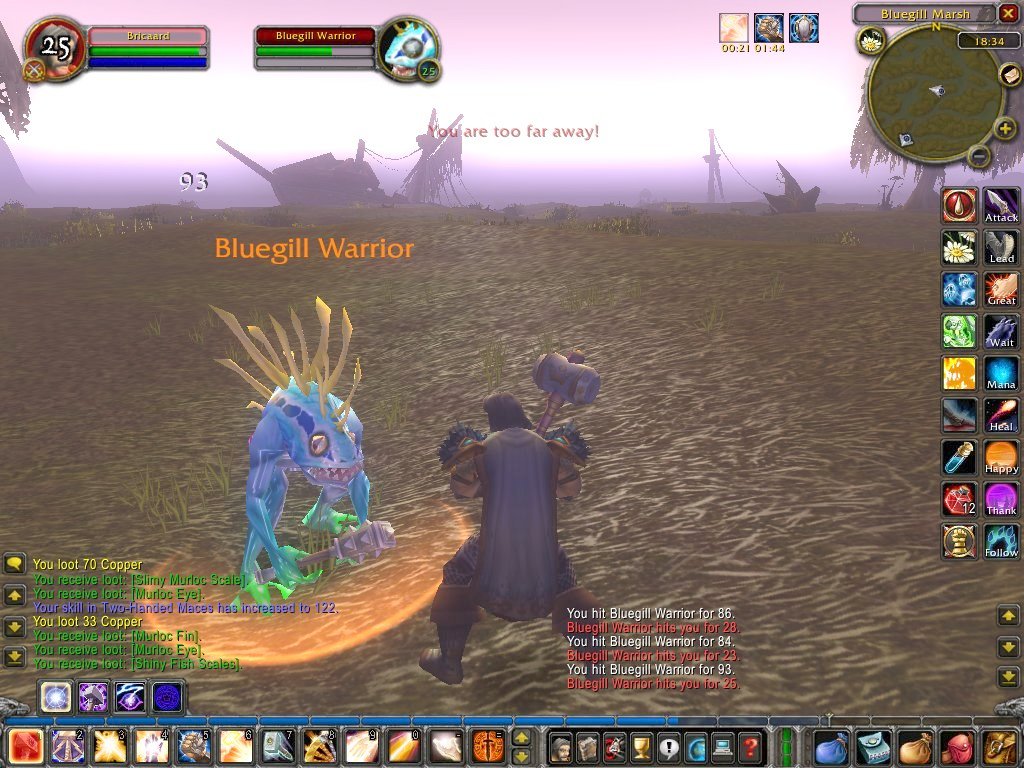 25
Bricaard
Bluegill Warrior
25
00:21 01:44
Bluegill Marsh
N
18:34
You are too far away!
93
Bluegill Warrior
Attack
Lead
Great
Wait
Mana
Heal
Happy
12
Thank
Follow
You loot 70 Copper
You receive loot: [Slimy Murloc Scale].
You receive loot: [Murloc Eye].
Your skill in Two-Handed Maces has increased to 122.
You loot 33 Copper
You receive loot: [Murloc Fin].
You receive loot: [Murloc Eye].
You receive loot: [Shiny Fish Scales].
You hit Bluegill Warrior for 86.
Bluegill Warrior hits you for 28.
You hit Bluegill Warrior for 84.
Bluegill Warrior hits you for 23.
You hit Bluegill Warrior for 93.
Bluegill Warrior hits you for 25.
2 3 4 5 6 7 8 9 0 - =